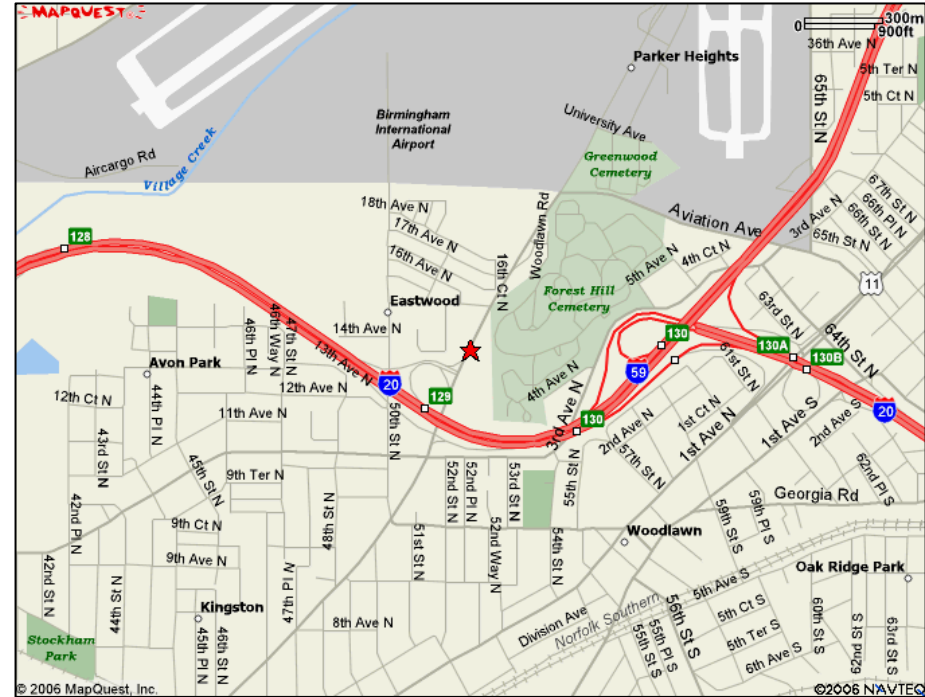 MAPQUEST
0
300m
900ft
Parker Heights
36th Ave N
5th Ter N
5th Ct N
65th St N
Birmingham
International
Airport
University Ave
Greenwood
Cemetery
Aircargo Rd
Village Creek
67th St N
66th Pl N
66th St N
65th St N
3rd Ave N
Aviation Ave
18th Ave N
17th Ave N
16th Ave N
Woodlawn Rd
16th Ct N
128
5th Ave N
4th Ct N
11
Eastwood
Forest Hill
Cemetery
63rd St N
64th St N
14th Ave N
46th Pl N
46th Way N
47th St N
13th Ave N
130
130A
130B
61st St N
Avon Park
59
20
129
4th Ave N
12th Ave N
12th Ct N
44th Pl N
11th Ave N
50th St N
3rd Ave N
130
2nd Ave N
1st Ct N
1st Ave N
1st Ave S
2nd Ave S
20
43rd St N
45th St N
9th Ter N
57th St N
62nd Pl S
52nd St N
52nd Pl N
53rd St N
55th St N
Georgia Rd
42nd Pl N
9th Ct N
48th St N
59th St S
59th Pl S
Woodlawn
9th Ave N
51st St N
52nd Way N
54th St N
42nd St N
44th St N
47th Pl N
Oak Ridge Park
5th Ave S
Kingston
8th Ave N
Division Ave
Norfolk Southern
56th St S
5th Ct S
60th St S
Stockham
Park
45th Pl N
46th St N
55th St S
55th Pl S
5th Ter S
6th Ave S
62nd St S
63rd St S
© 2006 MapQuest, Inc.
©2006 NAVTEQ